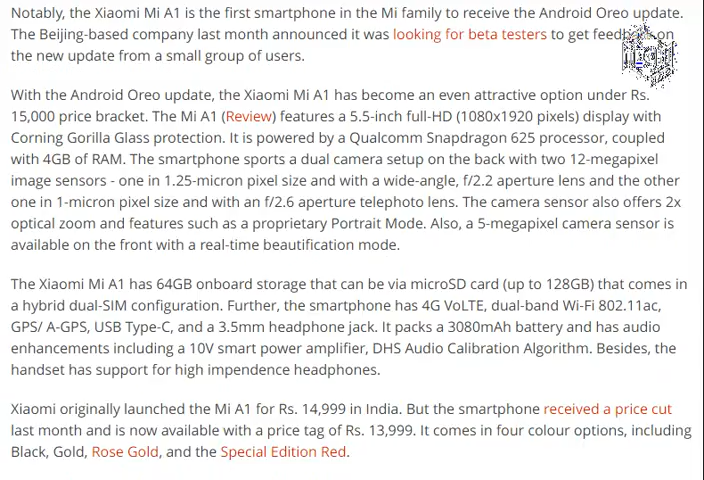 Notably, the Xiaomi Mi A1 is the first smartphone in the Mi family to receive the Android Oreo update.
The Beijing-based company last month announced it was looking for beta testers to get feedback on
the new update from a small group of users.
With the Android Oreo update, the Xiaomi Mi A1 has become an even attractive option under Rs.
15,000 price bracket. The Mi A1 (Review) features a 5.5-inch full-HD (1080x1920 pixels) display with
Corning Gorilla Glass protection. It is powered by a Qualcomm Snapdragon 625 processor, coupled
with 4GB of RAM. The smartphone sports a dual camera setup on the back with two 12-megapixel
image sensors - one in 1.25-micron pixel size and with a wide-angle, f/2.2 aperture lens and the other
one in 1-micron pixel size and with an f/2.6 aperture telephoto lens. The camera sensor also offers 2x
optical zoom and features such as a proprietary Portrait Mode. Also, a 5-megapixel camera sensor is
available on the front with a real-time beautification mode.
The Xiaomi Mi A1 has 64GB onboard storage that can be via microSD card (up to 128GB) that comes in
a hybrid dual-SIM configuration. Further, the smartphone has 4G VoLTE, dual-band Wi-Fi 802.11ac,
GPS/ A-GPS, USB Type-C, and a 3.5mm headphone jack. It packs a 3080mAh battery and has audio
enhancements including a 10V smart power amplifier, DHS Audio Calibration Algorithm. Besides, the
handset has support for high impendence headphones.
Xiaomi originally launched the Mi A1 for Rs. 14,999 in India. But the smartphone received a price cut
last month and is now available with a price tag of Rs. 13,999. It comes in four colour options, including
Black, Gold, Rose Gold, and the Special Edition Red.